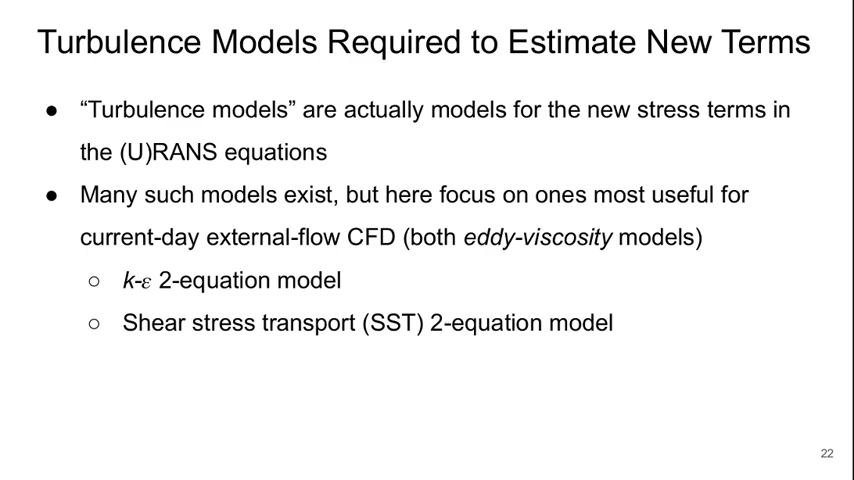 Turbulence Models Required to Estimate New Terms
● “Turbulence models” are actually models for the new stress terms in
the (U)RANS equations
● Many such models exist, but here focus on ones most useful for
current-day external-flow CFD (both eddy-viscosity models)
○ k-ε 2-equation model
○ Shear stress transport (SST) 2-equation model
22